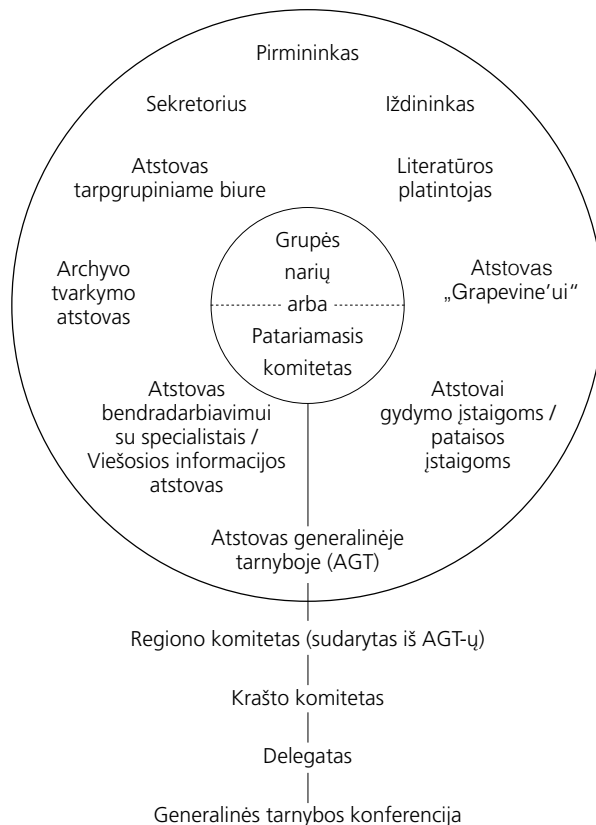 Pirmininkas
Sekretorius
Iždininkas
Atstovas
tarpgrupiniame biure
Literatūros
platintojas
Grupės
narių
arba
Patariamasis
komitetas
Archyvo
tvarkymo
atstovas
Atstovas
„Grapevine’ui“
Atstovas
bendradarbiavimui
su specialistais /
Viešosios informacijos
atstovas
Atstovai
gydymo įstaigoms /
pataisos
įstaigoms
Atstovas generalinėje
tarnyboje (AGT)
Regiono komitetas (sudarytas iš AGT-ų)
Krašto komitetas
Delegatas
Generalinės tarnybos konferencija